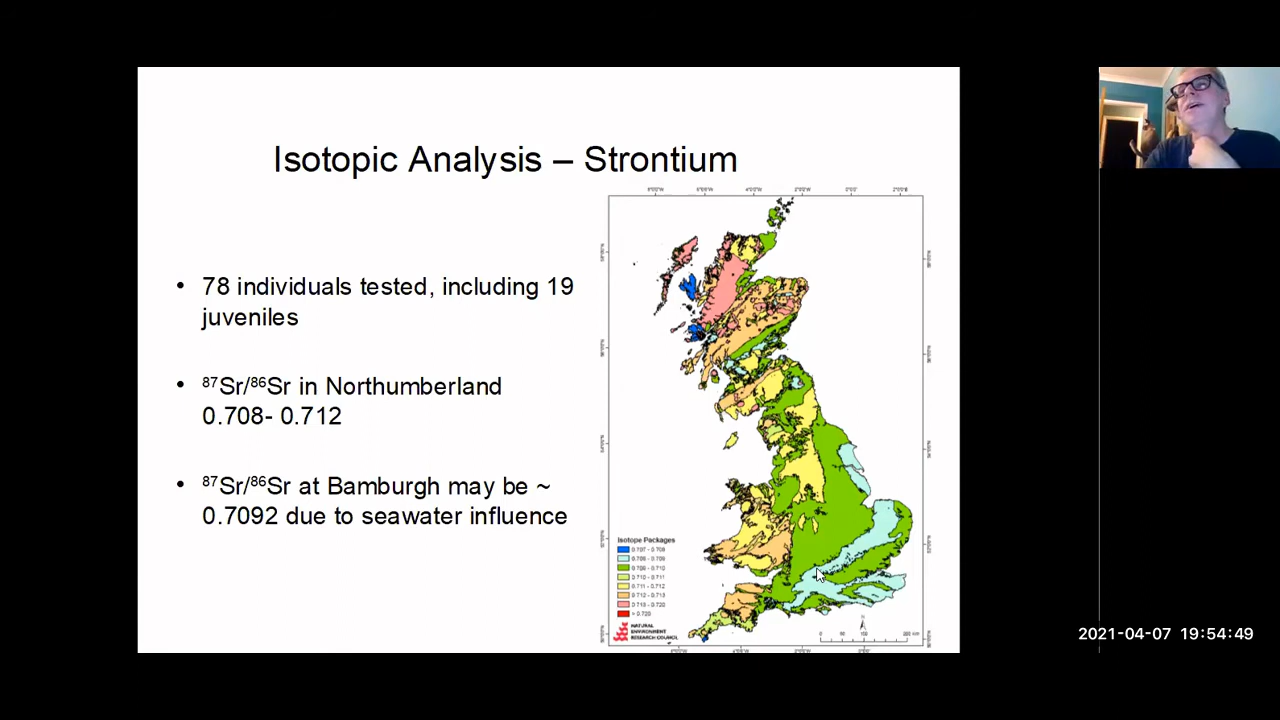 Isotopic Analysis – Strontium
• 78 individuals tested, including 19
juveniles
• ⁸⁷Sr/⁸⁶Sr in Northumberland
0.708- 0.712
• ⁸⁷Sr/⁸⁶Sr at Bamburgh may be ~
0.7092 due to seawater influence
Isotope Packages
0.707 - 0.708
0.708 - 0.709
0.709 - 0.710
0.710 - 0.711
0.711 - 0.712
0.712 - 0.713
0.713 - 0.720
> 0.720
NATURAL
ENVIRONMENT
RESEARCH COUNCIL
N
2021-04-07 19:54:49